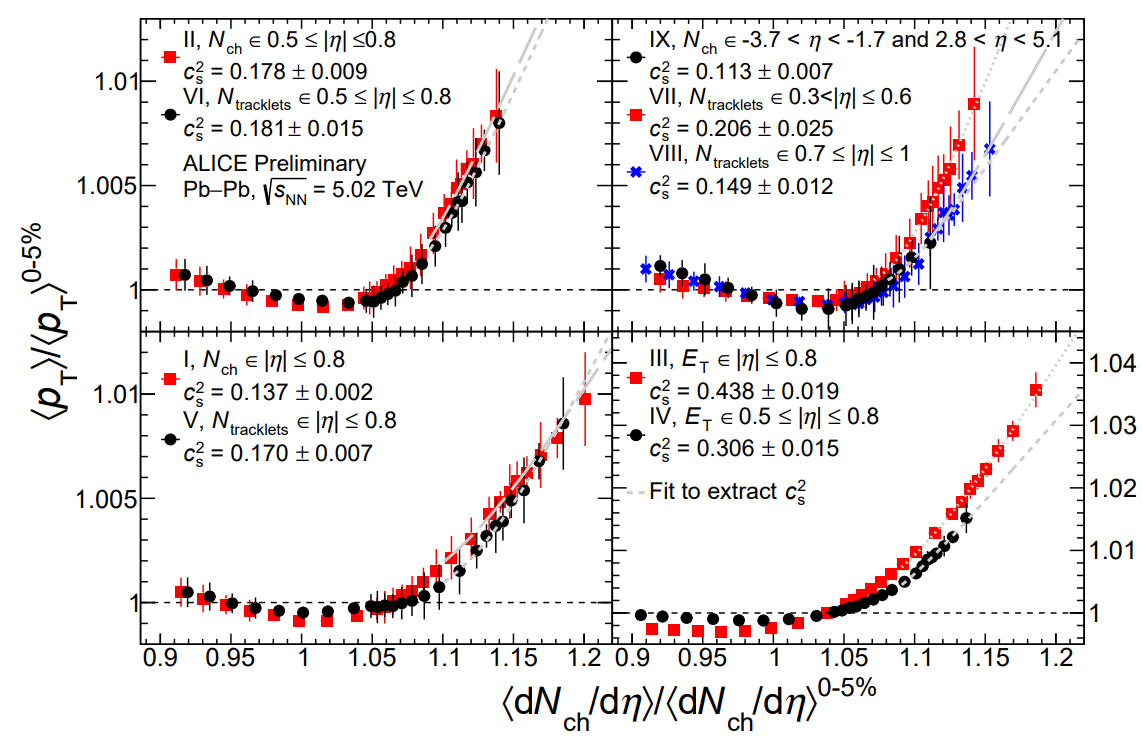 II, N_ch ∈ 0.5 ≤ |η| ≤0.8
c_s^2 = 0.178 ± 0.009
VI, N_tracklets ∈ 0.5 ≤ |η| ≤ 0.8
c_s^2 = 0.181 ± 0.015
ALICE Preliminary
Pb–Pb, √s_NN = 5.02 TeV
1.01
1.005
1
IX, N_ch ∈ -3.7 < η < -1.7 and 2.8 < η < 5.1
c_s^2 = 0.113 ± 0.007
VII, N_tracklets ∈ 0.3<|η| ≤ 0.6
c_s^2 = 0.206 ± 0.025
VIII, N_tracklets ∈ 0.7 ≤ |η| ≤ 1
c_s^2 = 0.149 ± 0.012
⟨p_T⟩/⟨p_T⟩^0-5%
I, N_ch ∈ |η| ≤ 0.8
c_s^2 = 0.137 ± 0.002
V, N_tracklets ∈ |η| ≤ 0.8
c_s^2 = 0.170 ± 0.007
1.01
1.005
1
0.9 0.95 1 1.05 1.1 1.15 1.2
III, E_T ∈ |η| ≤ 0.8
c_s^2 = 0.438 ± 0.019
IV, E_T ∈ 0.5 ≤ |η| ≤ 0.8
c_s^2 = 0.306 ± 0.015
Fit to extract c_s^2
1.04
1.03
1.02
1.01
1
0.9 0.95 1 1.05 1.1 1.15 1.2
⟨dN_ch/dη⟩/⟨dN_ch/dη⟩^0-5%